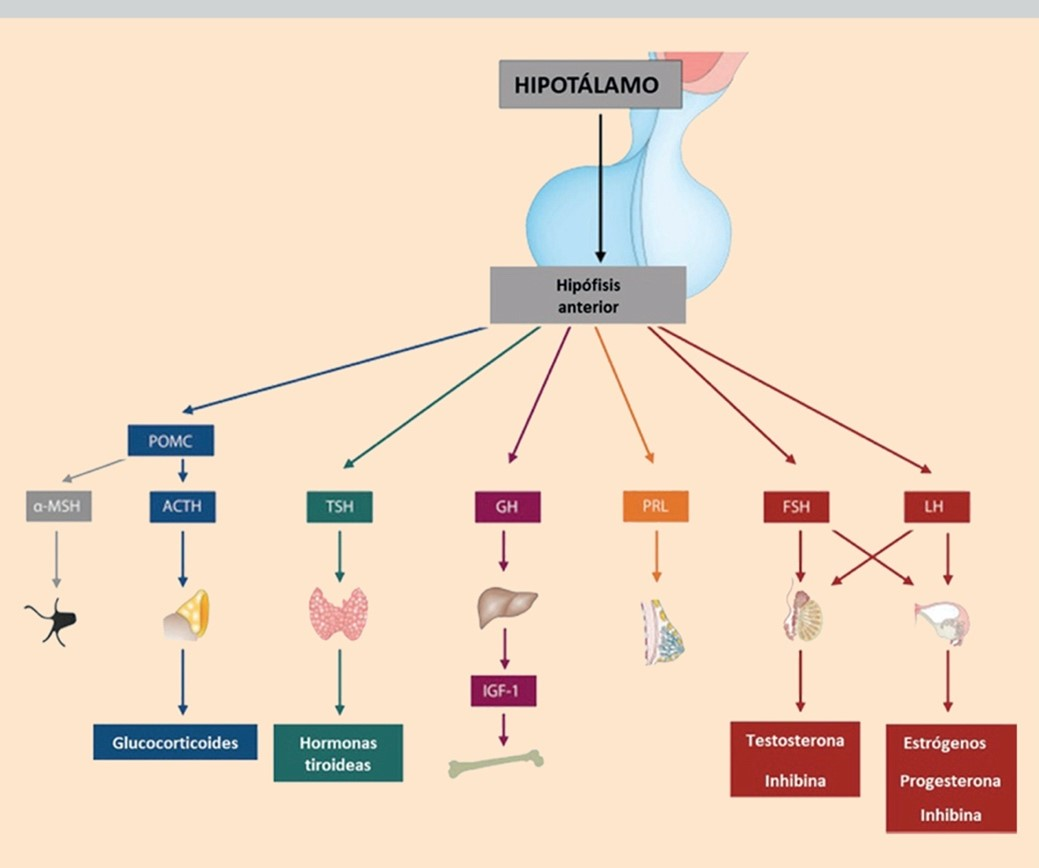 HIPOTÁLAMO
Hipófisis
anterior
POMC
α-MSH
ACTH
TSH
GH
PRL
FSH
LH
IGF-1
Glucocorticoides
Hormonas
tiroideas
Testosterona
Inhibina
Estrógenos
Progesterona
Inhibina